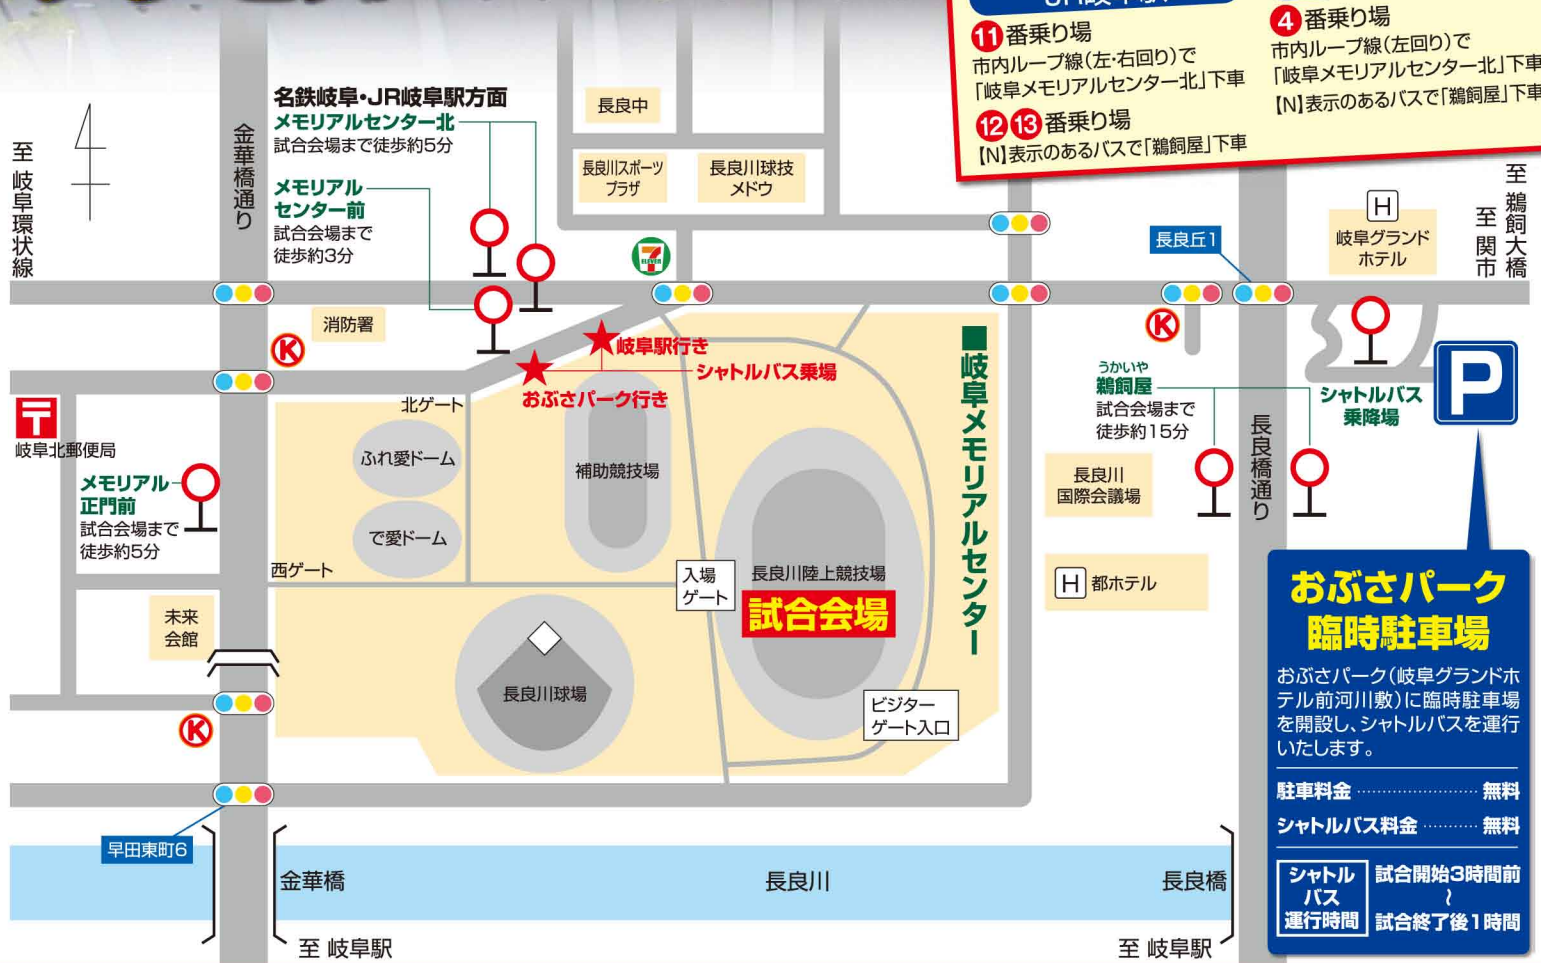 11番乗り場
市内ループ線（左・右回り）で
「岐阜メモリアルセンター北」下車
12 13番乗り場
【N】表示のあるバスで「鵜飼屋」下車
4番乗り場
市内ループ線（左回り）で
「岐阜メモリアルセンター北」下車
【N】表示のあるバスで「鵜飼屋」下車
名鉄岐阜・JR岐阜駅方面
メモリアルセンター北
試合会場まで徒歩約5分
メモリアル
センター前
試合会場まで
徒歩約3分
至 岐阜環状線
金華橋通り
長良中
長良川スポーツ
プラザ
長良川球技
メドウ
長良丘1
H
岐阜グランド
ホテル
至 鵜飼大橋
至 関市
7
ELEVEN
消防署
K
K
岐阜駅行き
シャトルバス乗場
おぶさパーク行き
北ゲート
■岐阜メモリアルセンター
うかいや
鵜飼屋
試合会場まで
徒歩約15分
シャトルバス
乗降場
P
岐阜北郵便局
メモリアル
正門前
試合会場まで
徒歩約5分
ふれ愛ドーム
で愛ドーム
補助競技場
長良川
国際会議場
長良橋通り
西ゲート
入場
ゲート
長良川陸上競技場
試合会場
H 都ホテル
未来
会館
長良川球場
ビジター
ゲート入口
K
早田東町6
金華橋
長良川
長良橋
至 岐阜駅
至 岐阜駅
おぶさパーク
臨時駐車場
おぶさパーク（岐阜グランドホ
テル前河川敷）に臨時駐車場
を開設し、シャトルバスを運行
いたします。
駐車料金 ‥‥‥‥‥‥ 無料
シャトルバス料金 ‥‥‥ 無料
シャトル
バス
運行時間
試合開始3時間前
〜
試合終了後1時間